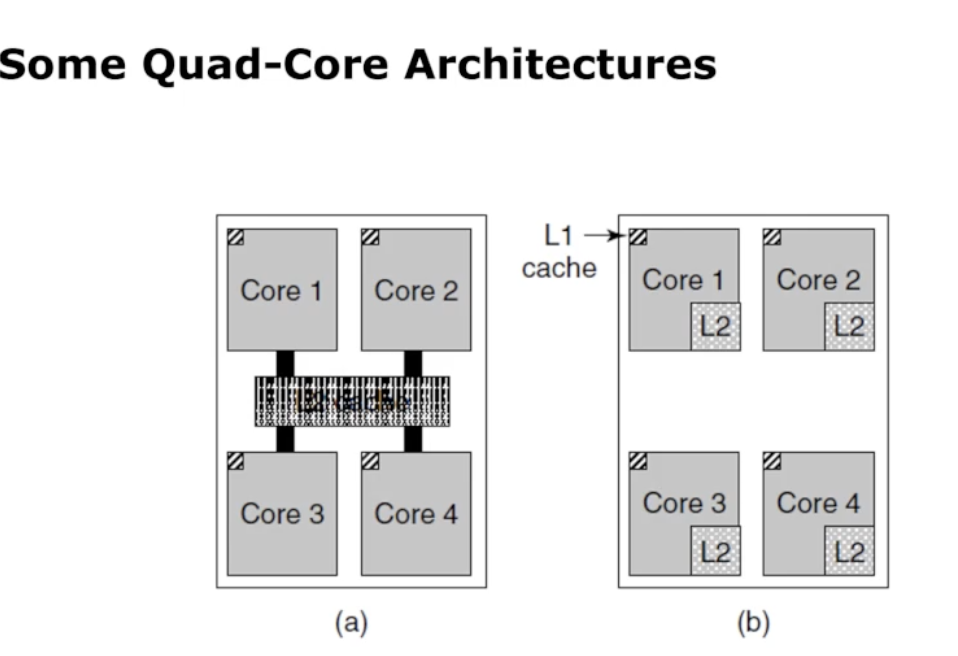 Some Quad-Core Architectures
L1
cache
Core 1
Core 2
L2 cache
Core 3
Core 4
(a)
Core 1
L2
Core 2
L2
Core 3
L2
Core 4
L2
(b)